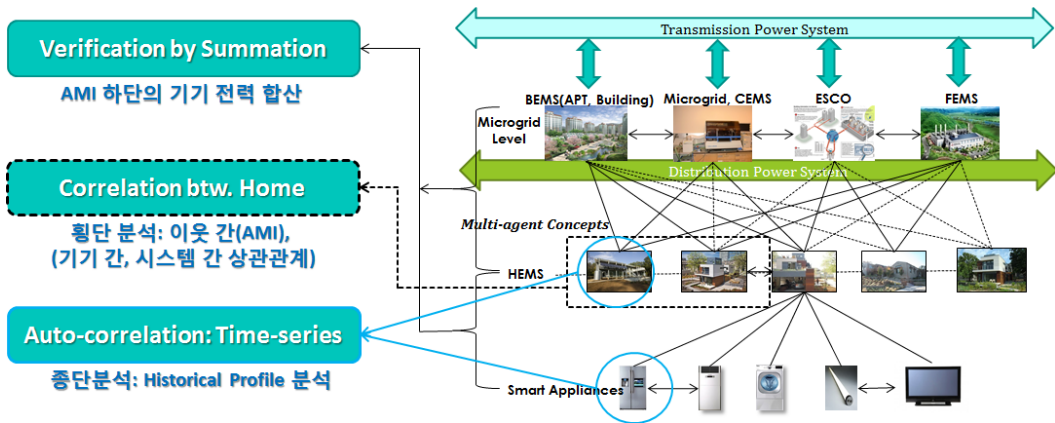 Verification by Summation
AMI 하단의 기기 전력 합산
Correlation btw. Home
횡단 분석: 이웃 간(AMI),
(기기 간, 시스템 간 상관관계)
Auto-correlation: Time-series
종단분석: Historical Profile 분석
Transmission Power System
BEMS(APT, Building)
Microgrid, CEMS
ESCO
FEMS
Microgrid
Level
Distribution Power System
Multi-agent Concepts
HEMS
Smart Appliances